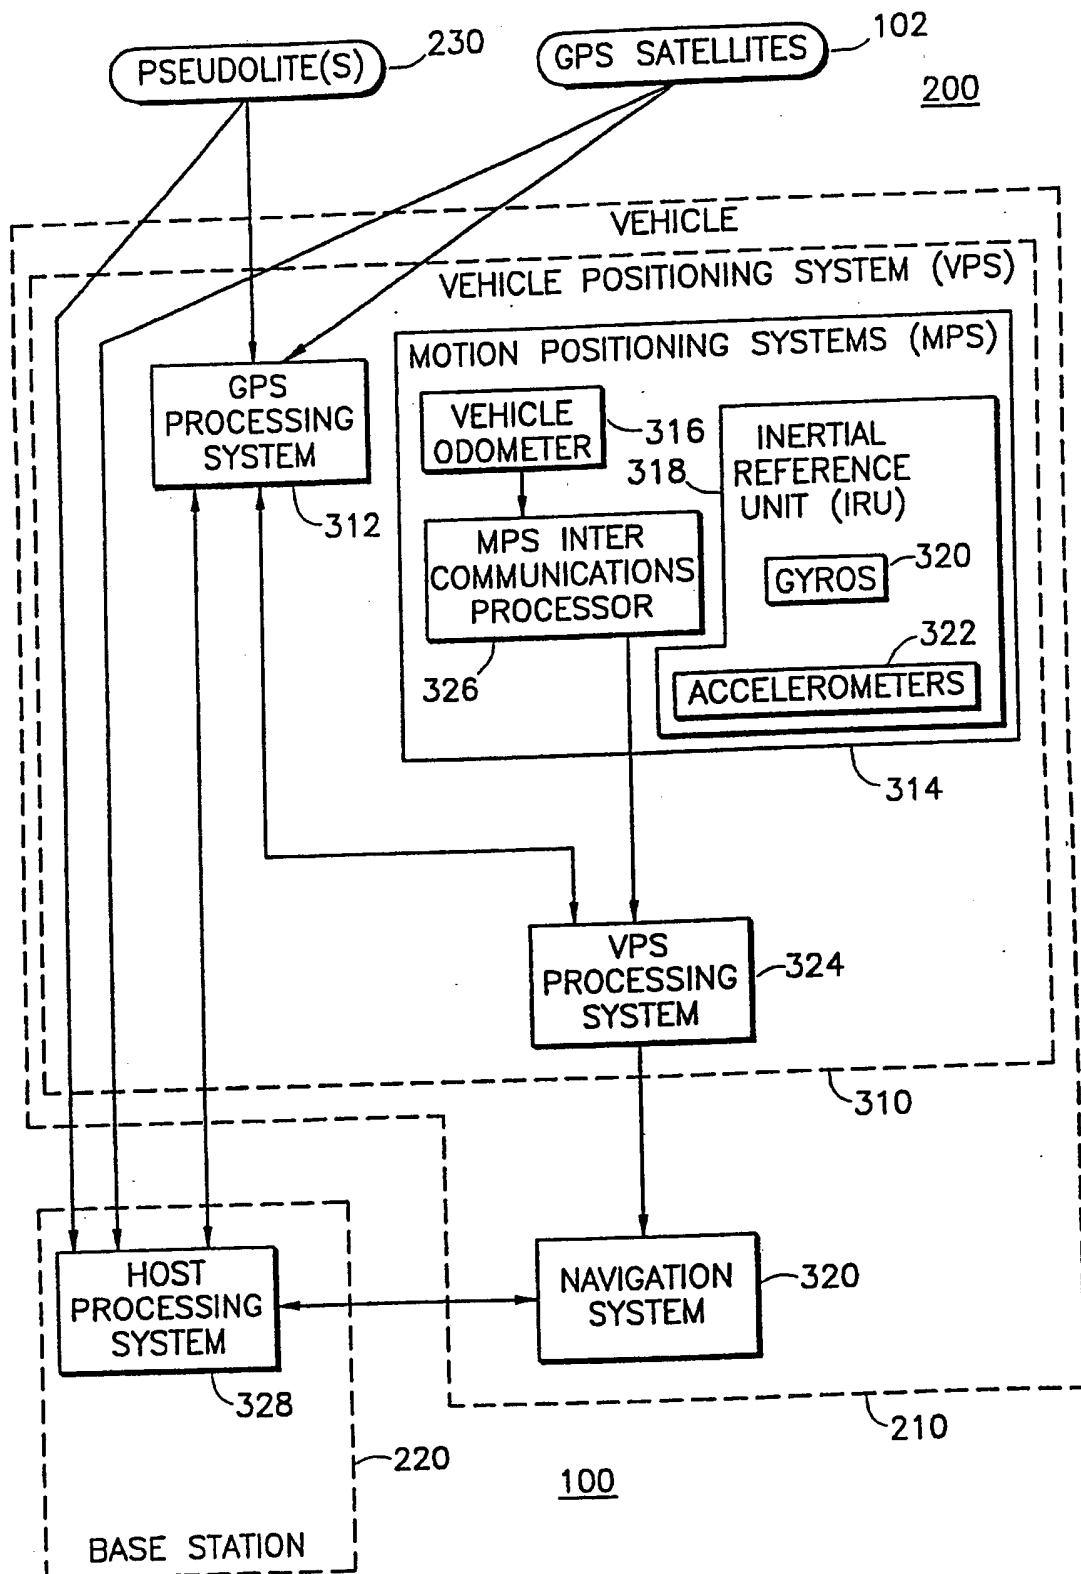 PSEUDOLITE(S)
230
GPS SATELLITES
102
200
VEHICLE
VEHICLE POSITIONING SYSTEM (VPS)
MOTION POSITIONING SYSTEMS (MPS)
GPS
PROCESSING
SYSTEM
312
VEHICLE
ODOMETER
316
318
INERTIAL
REFERENCE
UNIT (IRU)
MPS INTER
COMMUNICATIONS
PROCESSOR
326
GYROS
320
322
ACCELEROMETERS
314
VPS
PROCESSING
SYSTEM
324
310
HOST
PROCESSING
SYSTEM
328
NAVIGATION
SYSTEM
320
210
220
100
BASE STATION